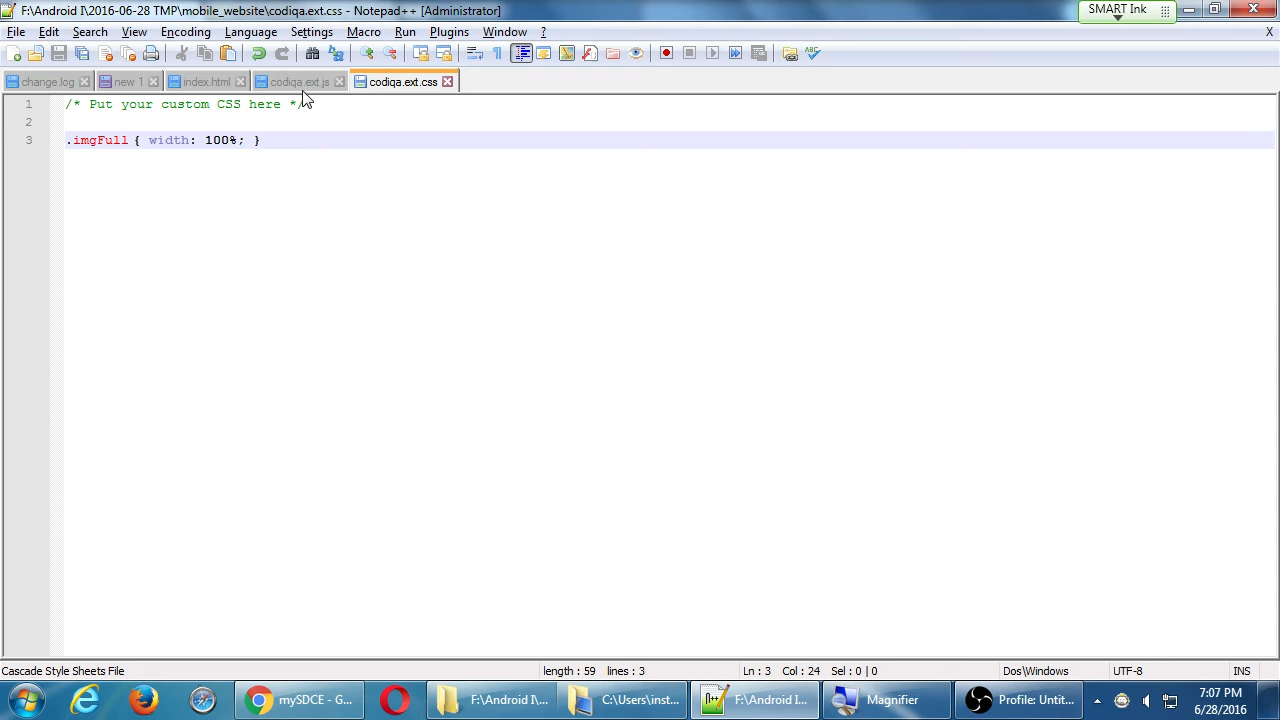 F:\Android I\2016-06-28 TMP\mobile_website\codiqa.ext.css - Notepad++ [Administrator]
SMART Ink
File Edit Search View Encoding Language Settings Macro Run Plugins Window ? X
change.log new 1 index.html codiqa.ext.js codiqa.ext.css
1 /* Put your custom CSS here */
2
3 .imgFull { width: 100%; }
Cascade Style Sheets File length : 59 lines : 3 Ln : 3 Col : 24 Sel : 0 | 0 Dos\Windows UTF-8 INS
mySDCE - G... F:\Android I\... C:\Users\inst... F:\Android I... Magnifier Profile: Untit... 7:07 PM
6/28/2016